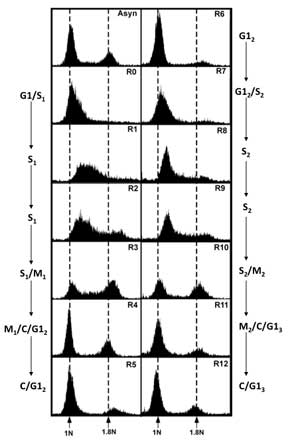 Asyn
R6
G1₂
R0
R7
G1/S₁
G1₂/S₂
R1
R8
S₁
S₂
R2
R9
S₁
S₂
R3
R10
S₁/M₁
S₂/M₂
R4
R11
M₁/C/G1₂
M₂/C/G1₃
R5
R12
C/G1₂
C/G1₃
1N
1.8N
1N
1.8N